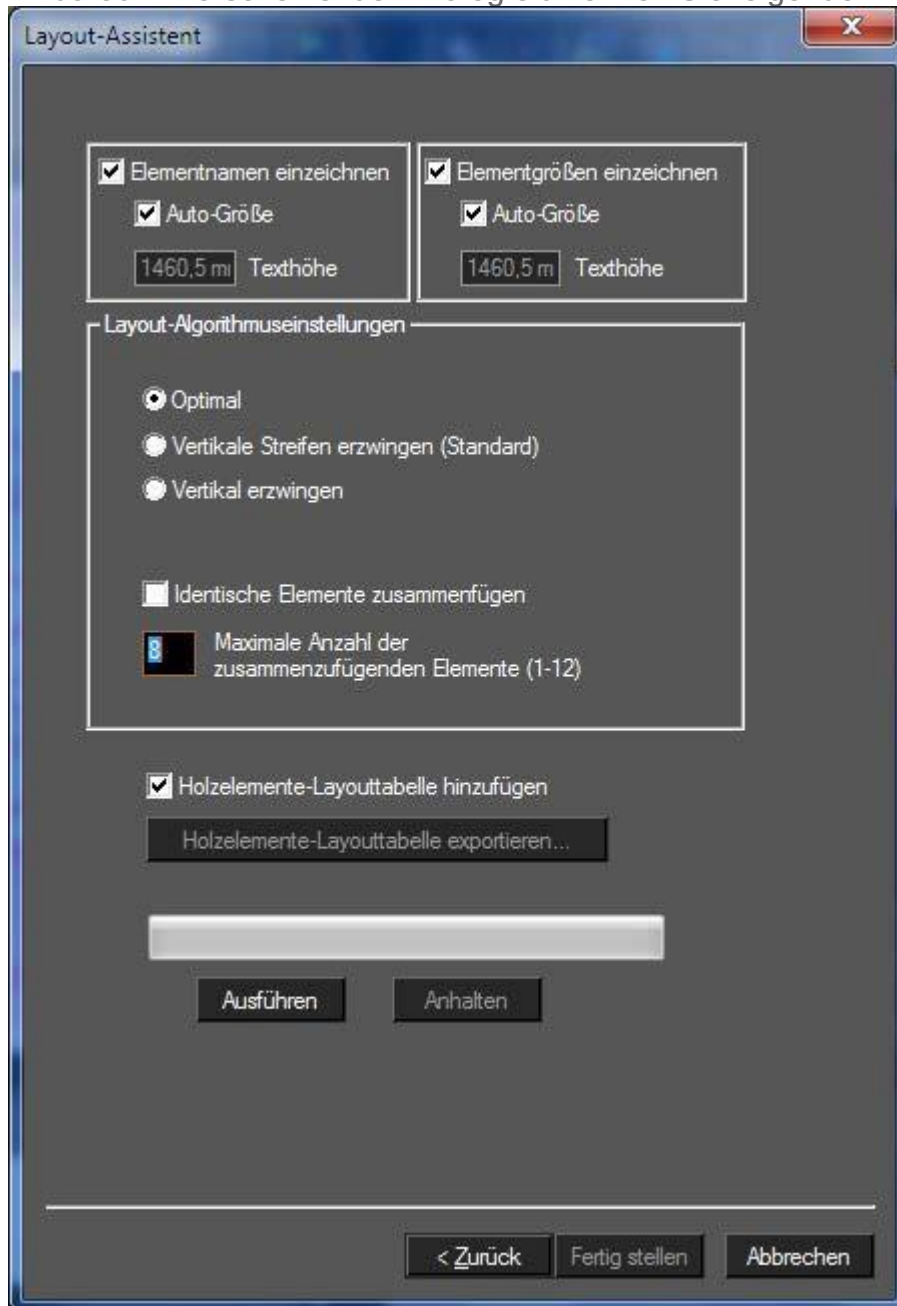 Layout-Assistent
Elementnamen einzeichnen
Auto-Größe
1460,5 m Texthöhe
Elementgrößen einzeichnen
Auto-Größe
1460,5 m Texthöhe
Layout-Algorithmuseinstellungen
Optimal
Vertikale Streifen erzwingen (Standard)
Vertikal erzwingen
Identische Elemente zusammenfügen
8
Maximale Anzahl der
zusammenzufügenden Elemente (1-12)
Holzelemente-Layouttabelle hinzufügen
Holzelemente-Layouttabelle exportieren...
Ausführen
Anhalten
< Zurück
Fertig stellen
Abbrechen